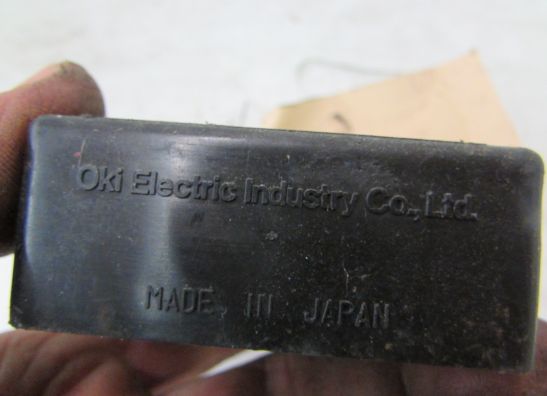 Oki Electric Industry Co., Ltd.
MADE IN JAPAN